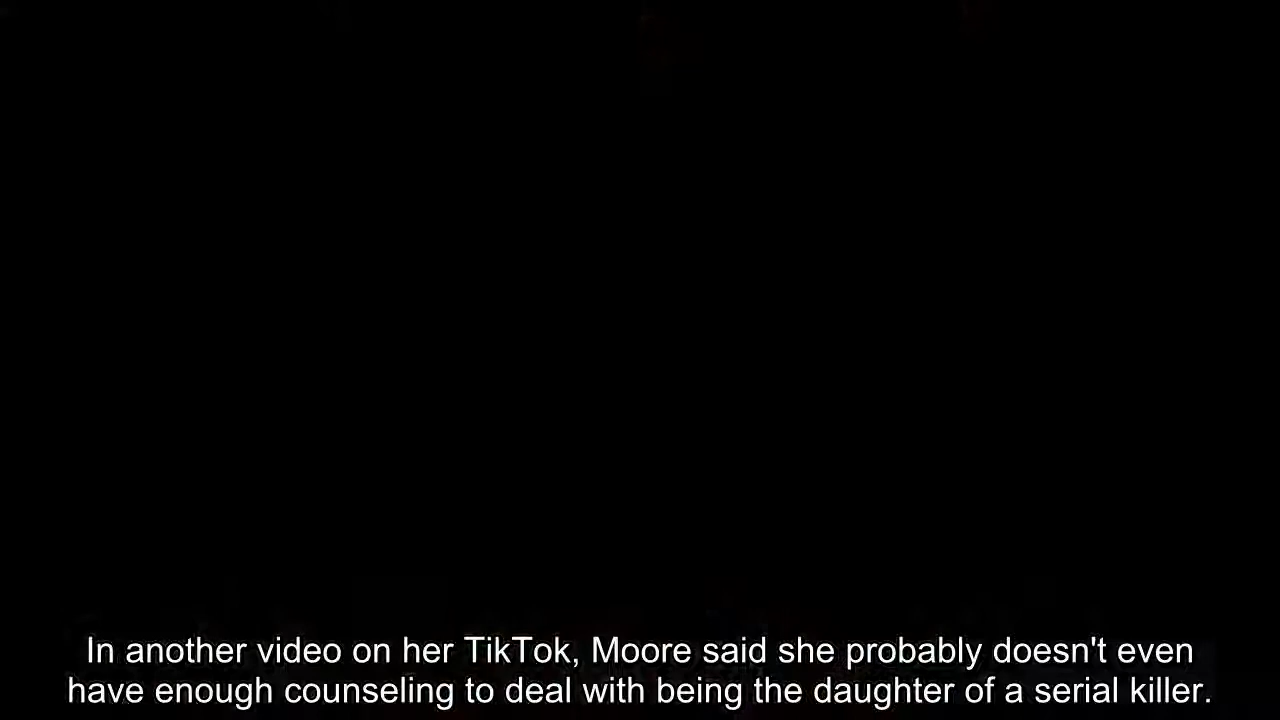 In another video on her TikTok, Moore said she probably doesn't even
have enough counseling to deal with being the daughter of a serial killer.